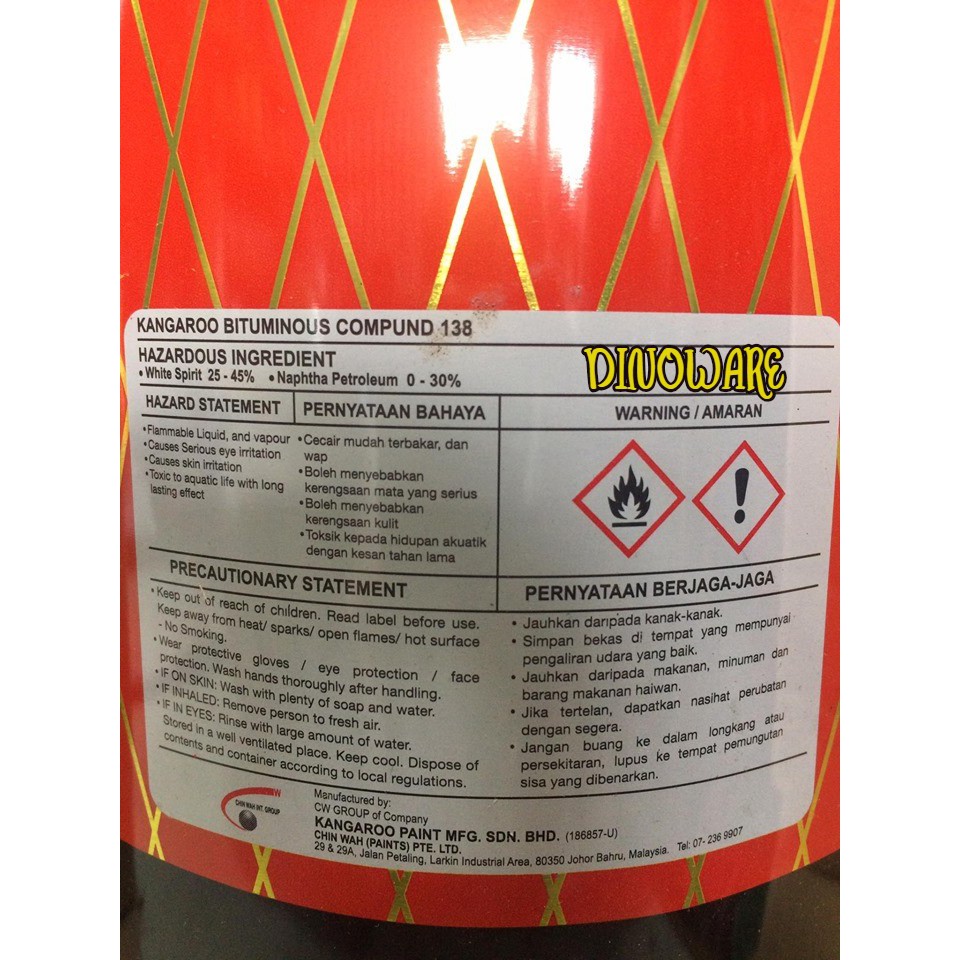 KANGAROO BITUMINOUS COMPUND 138
HAZARDOUS INGREDIENT
• White Spirit 25 - 45% • Naphtha Petroleum 0 - 30%
DINOWARE
HAZARD STATEMENT
• Flammable Liquid, and vapour
• Causes Serious eye irritation
• Causes skin irritation
• Toxic to aquatic life with long
lasting effect
PERNYATAAN BAHAYA
• Cecair mudah terbakar, dan
wap
• Boleh menyebabkan
kerengsaan mata yang serius
• Boleh menyebabkan
kerengsaan kulit
• Toksik kepada hidupan akuatik
dengan kesan tahan lama
WARNING / AMARAN
PRECAUTIONARY STATEMENT
• Keep out of reach of children. Read label before use.
Keep away from heat/ sparks/ open flames/ hot surface
- No Smoking.
• Wear protective gloves / eye protection / face
protection. Wash hands thoroughly after handling.
• IF ON SKIN: Wash with plenty of soap and water.
• IF INHALED: Remove person to fresh air.
• IF IN EYES: Rinse with large amount of water.
Stored in a well ventilated place. Keep cool. Dispose of
contents and container according to local regulations.
PERNYATAAN BERJAGA-JAGA
• Jauhkan daripada kanak-kanak.
• Simpan bekas di tempat yang mempunyai
pengaliran udara yang baik.
• Jauhkan daripada makanan, minuman dan
barang makanan haiwan.
• Jika tertelan, dapatkan nasihat perubatan
dengan segera.
• Jangan buang ke dalam longkang atau
persekitaran, lupus ke tempat pemungutan
sisa yang dibenarkan.
CW
CHIN WAH INT. GROUP
Manufactured by:
CW GROUP of Company
KANGAROO PAINT MFG. SDN. BHD. (186857-U)
CHIN WAH (PAINTS) PTE. LTD.
29 & 29A, Jalan Petaling, Larkin Industrial Area, 80350 Johor Bahru, Malaysia. Tel: 07- 236 9907